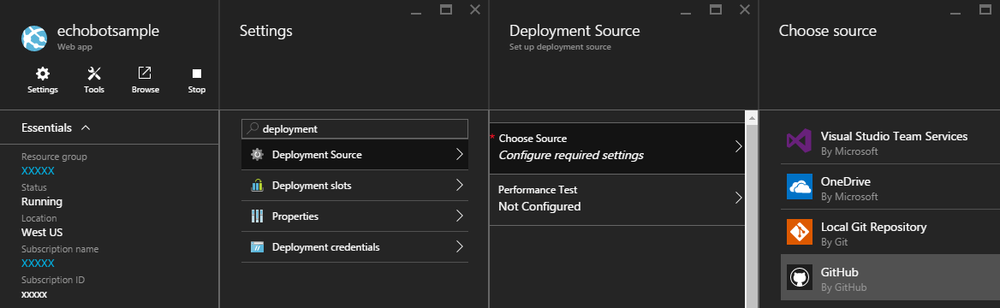 echobotsample
Web app
Settings
Tools
Browse
Stop
Essentials
Resource group
XXXXX
Status
Running
Location
West US
Subscription name
XXXXX
Subscription ID
xxxxx
Settings
deployment
Deployment Source
Deployment slots
Properties
Deployment credentials
Deployment Source
Set up deployment source
* Choose Source
Configure required settings
Performance Test
Not Configured
Choose source
Visual Studio Team Services
By Microsoft
OneDrive
By Microsoft
Local Git Repository
By Git
GitHub
By GitHub